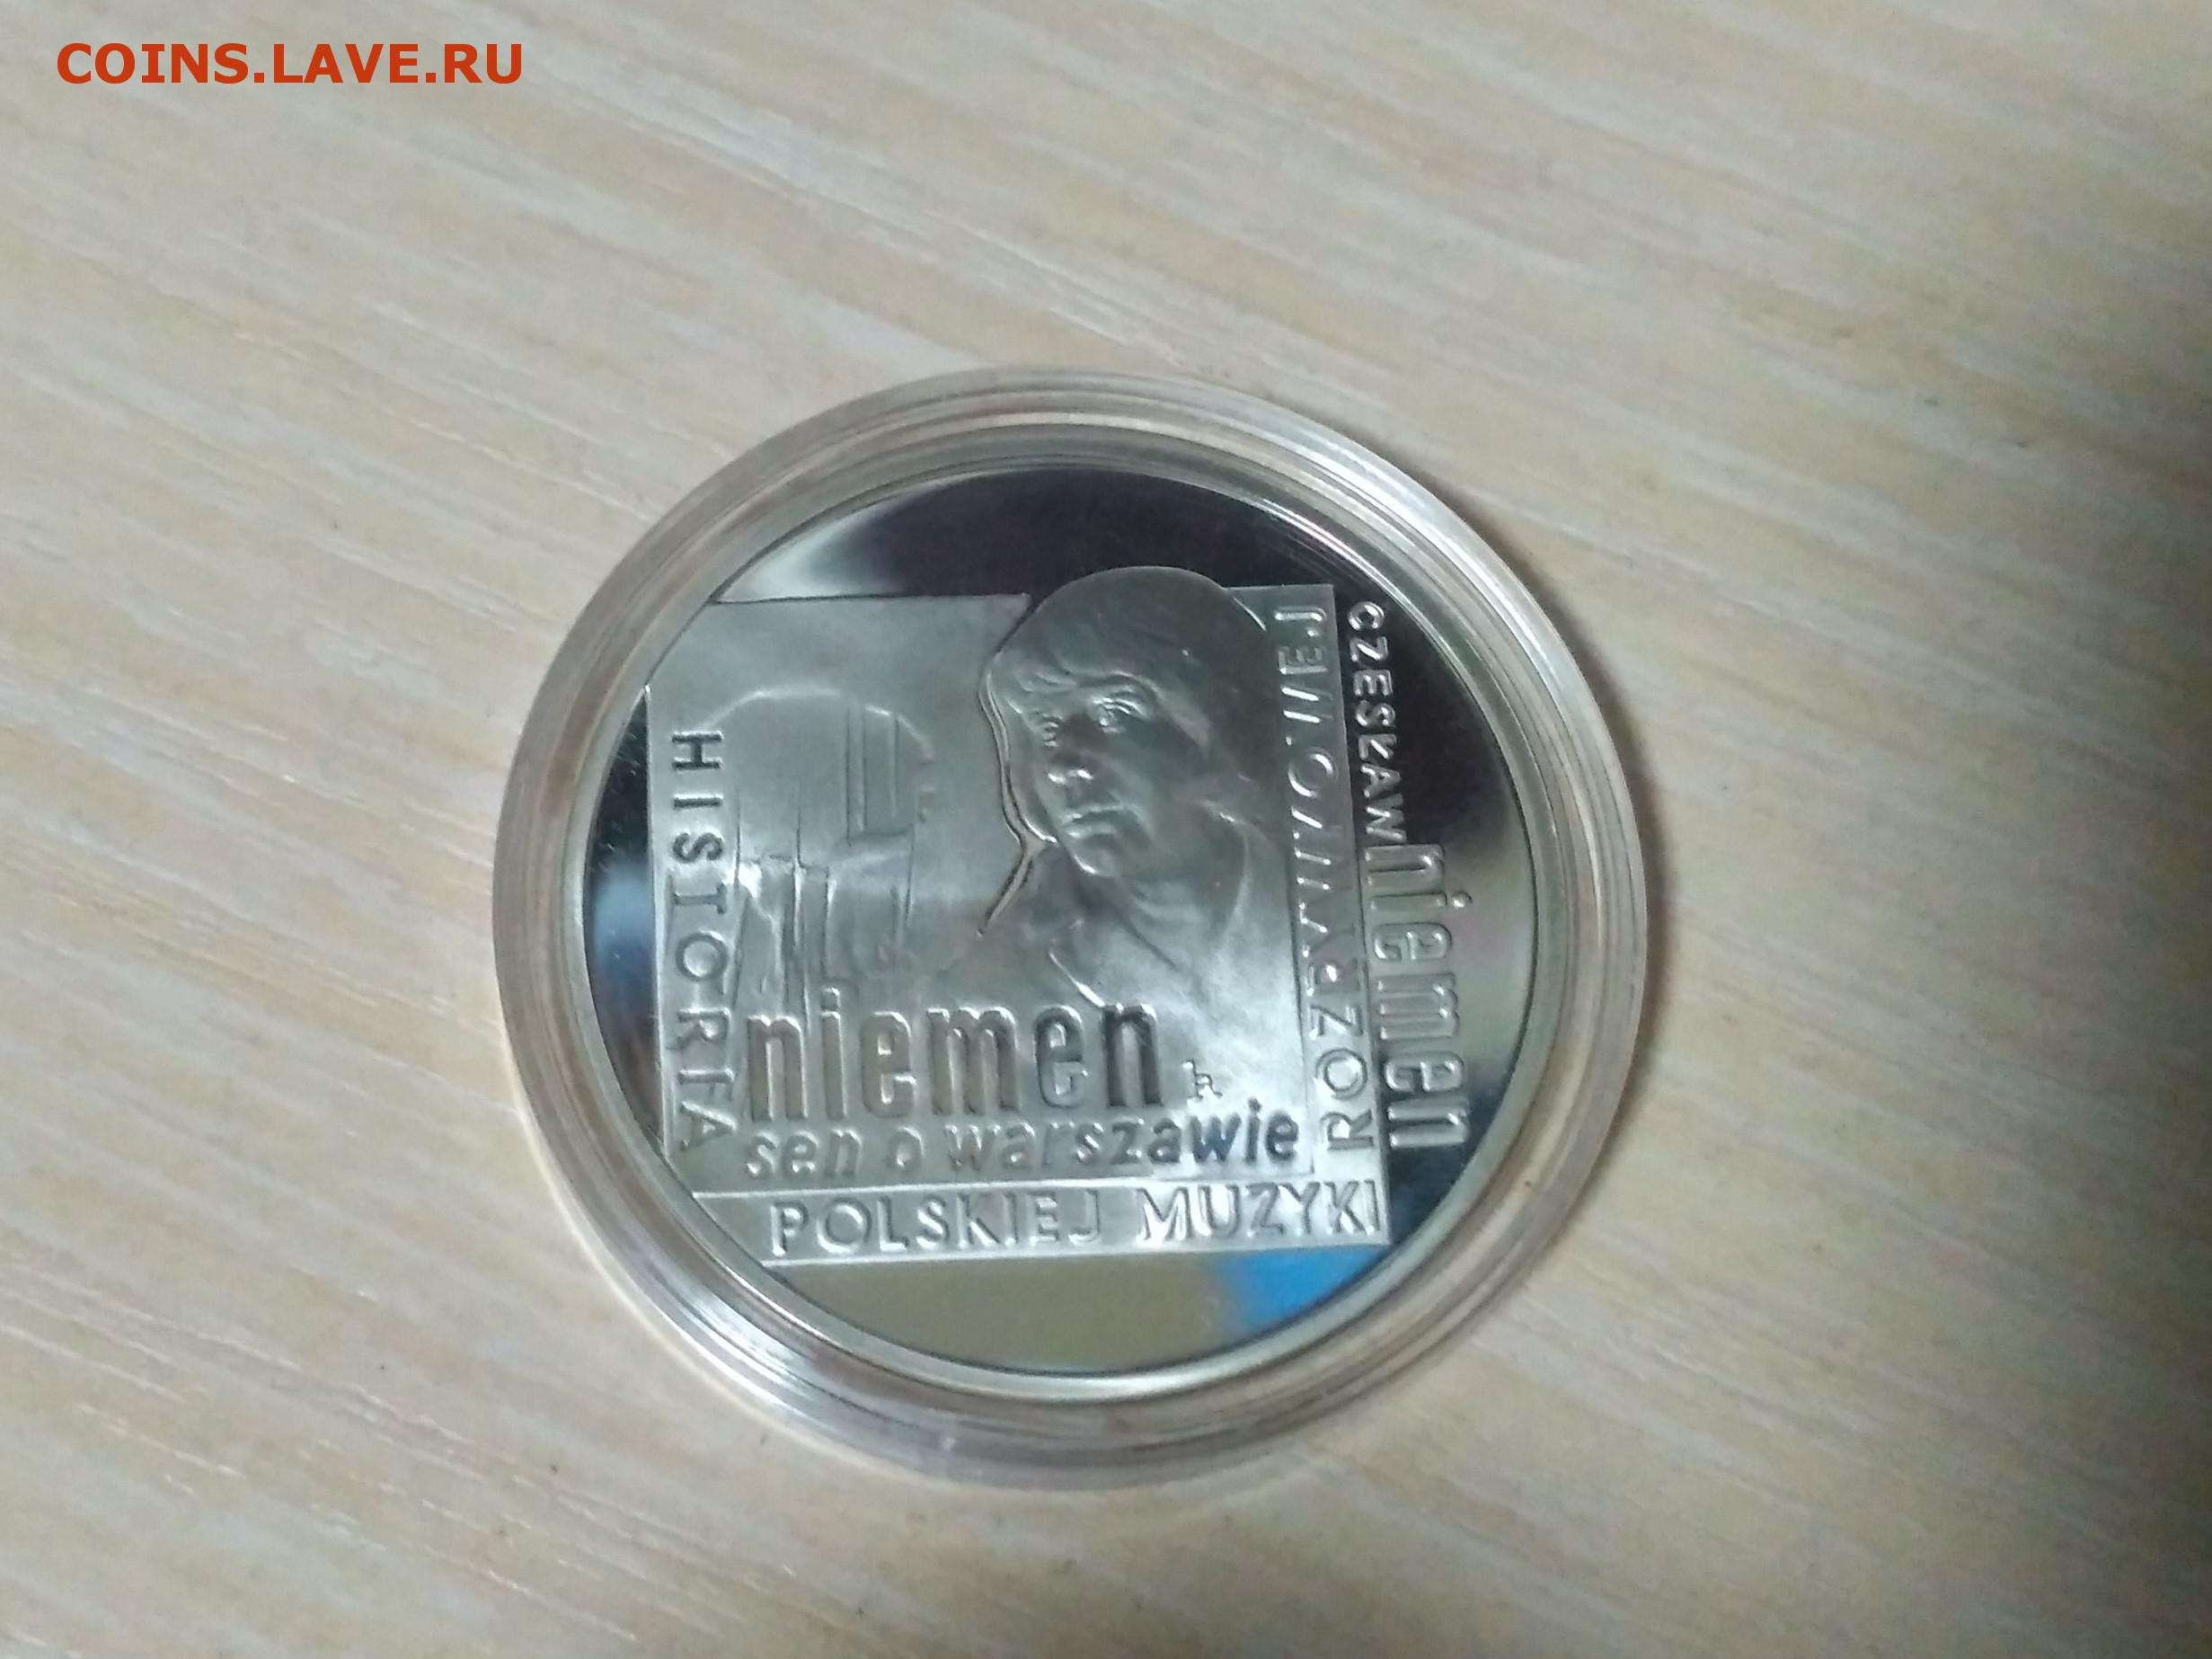 COINS.LAVE.RU
HISTORIA
POLSKIEJ MUZYKI
ROZRYWKOWEJ
CZESŁAW niemen
niemen
sen o warszawie